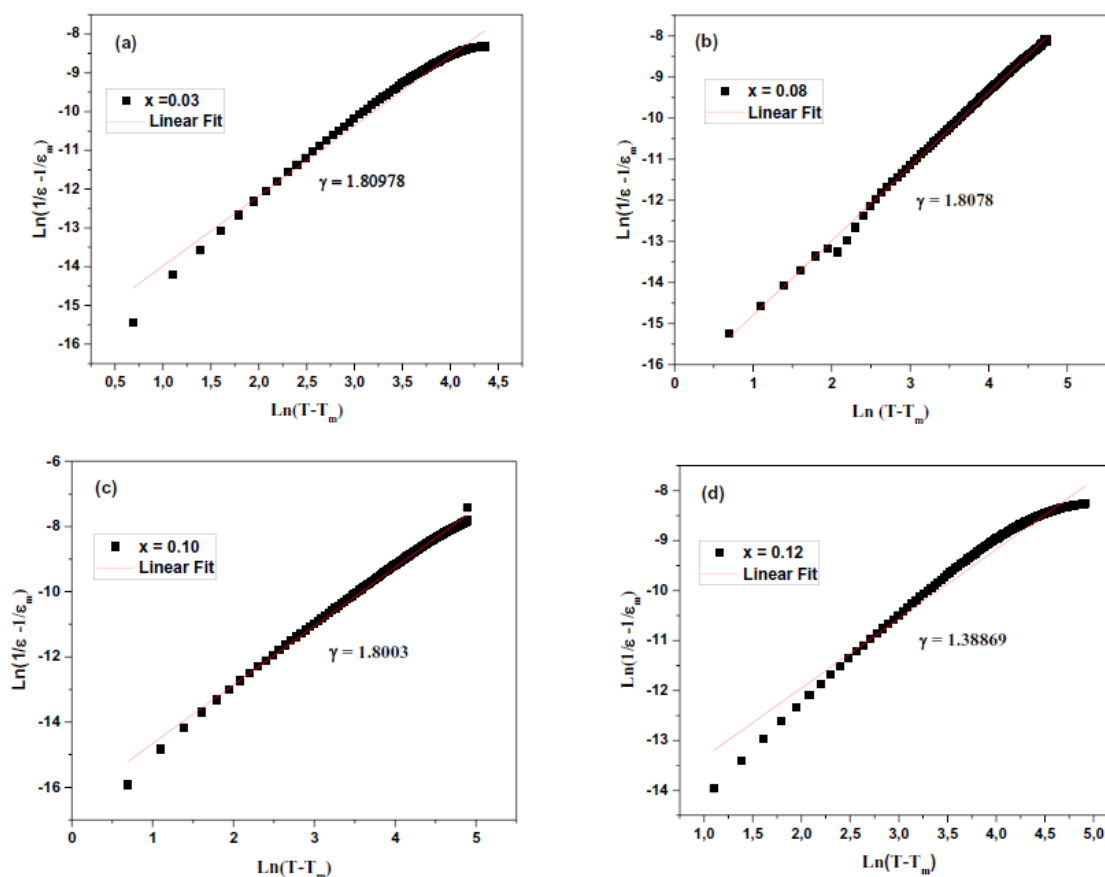 (a)
x =0.03
Linear Fit
γ = 1.80978
Ln(1/ε -1/εm)
-8
-9
-10
-11
-12
-13
-14
-15
-16
0,5 1,0 1,5 2,0 2,5 3,0 3,5 4,0 4,5
Ln(T-Tm)
(b)
x = 0.08
Linear Fit
γ = 1.8078
Ln(1/ε -1/εm)
-8
-9
-10
-11
-12
-13
-14
-15
-16
0 1 2 3 4 5
Ln (T-Tm)
(c)
x = 0.10
Linear Fit
γ = 1.8003
Ln(1/ε -1/εm)
-6
-8
-10
-12
-14
-16
0 1 2 3 4 5
Ln(T-Tm)
(d)
x = 0.12
Linear Fit
γ = 1.38869
Ln(1/ε -1/εm)
-8
-9
-10
-11
-12
-13
-14
1,0 1,5 2,0 2,5 3,0 3,5 4,0 4,5 5,0
Ln(T-Tm)